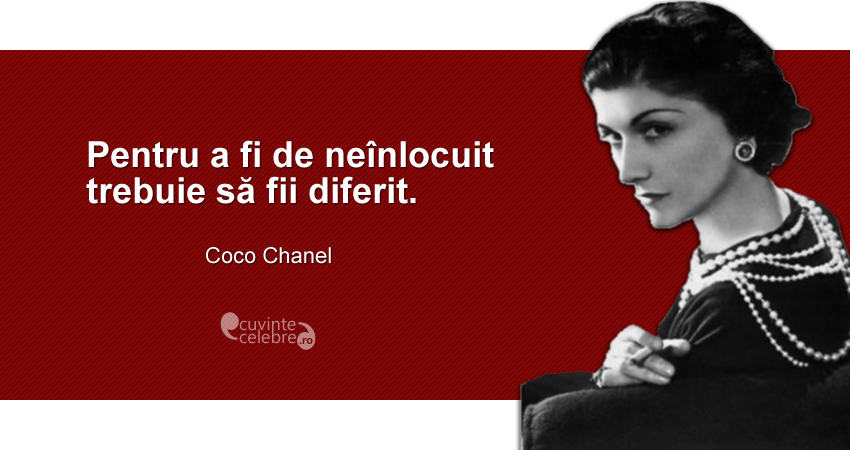 Pentru a fi de neînlocuit
trebuie să fii diferit.
Coco Chanel
cuvinte
celebre.ro